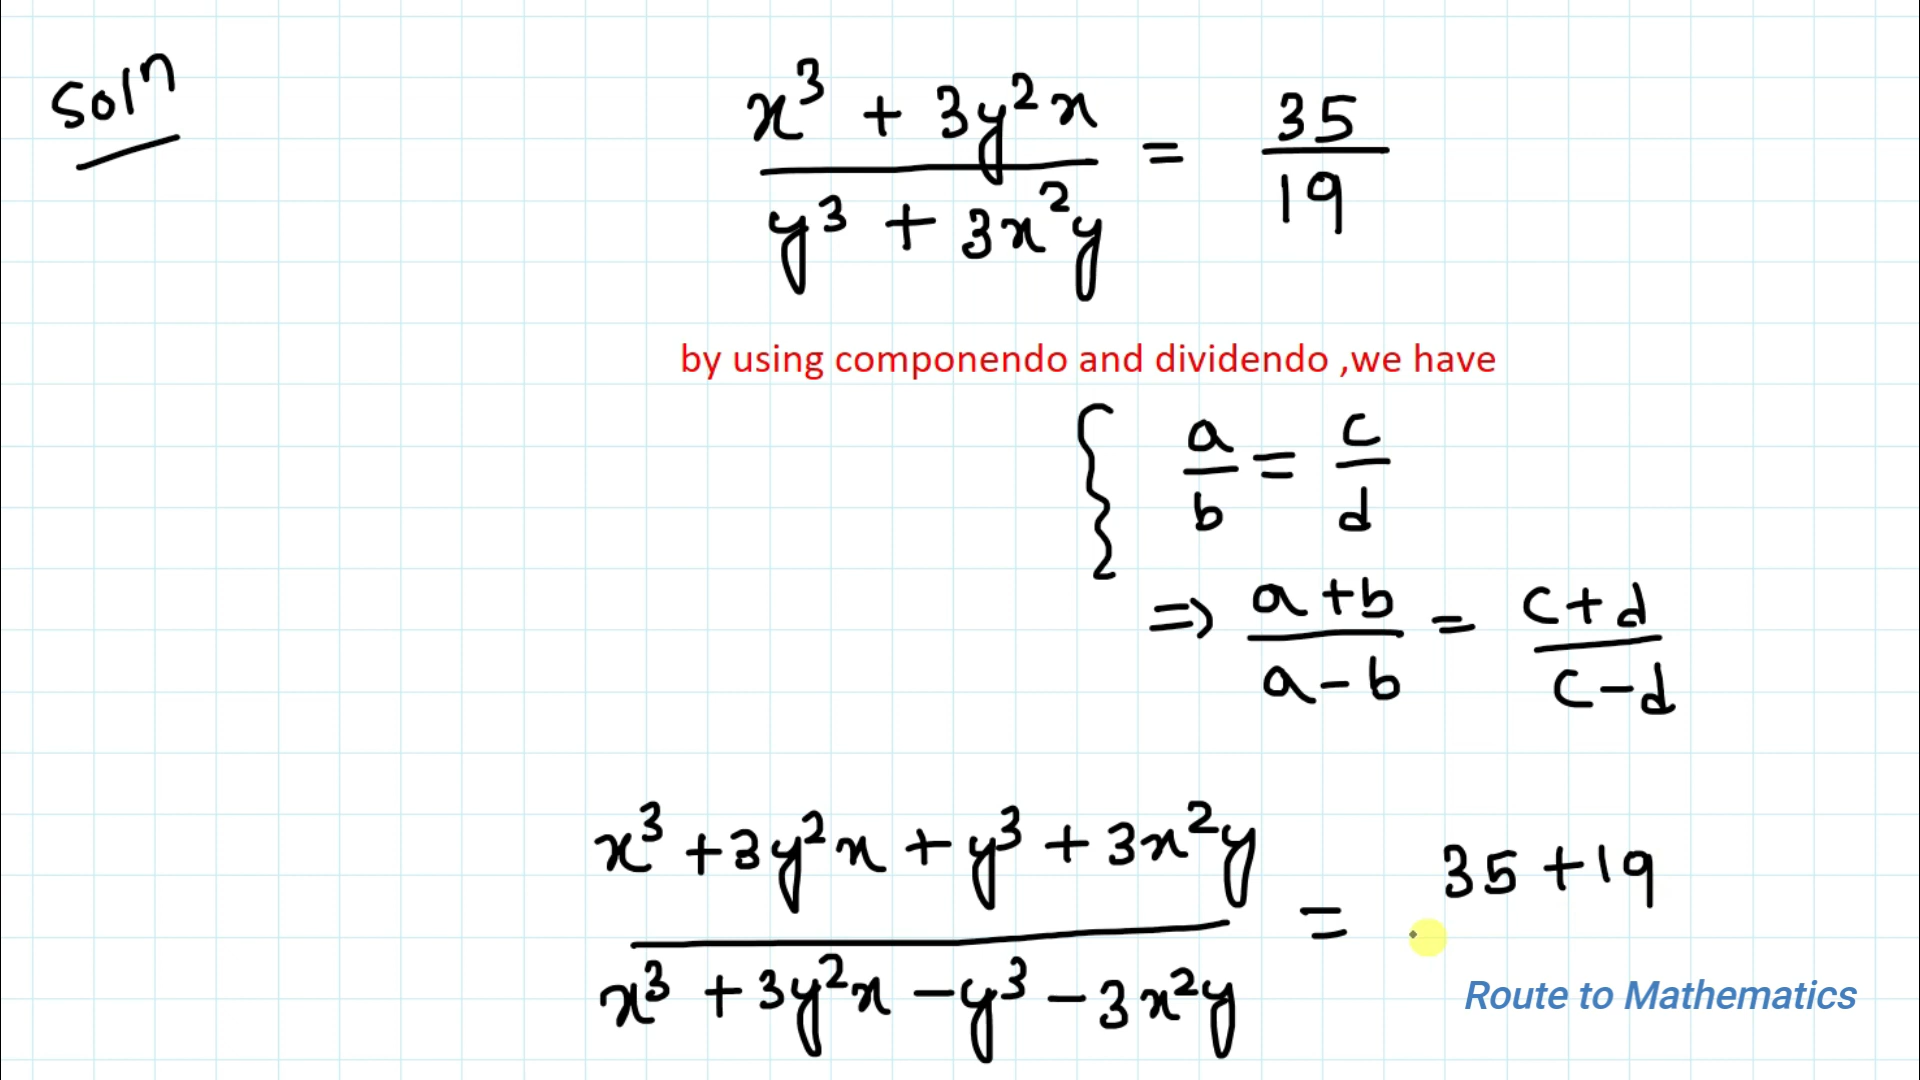 Soln
x³ + 3y²x / y³ + 3x²y = 35/19
by using componendo and dividendo ,we have
{ a/b = c/d
=> a+b / a-b = c+d / c-d
x³ +3y²x + y³ + 3x²y / x³ + 3y²x - y³ - 3x²y = 35 +19
Route to Mathematics